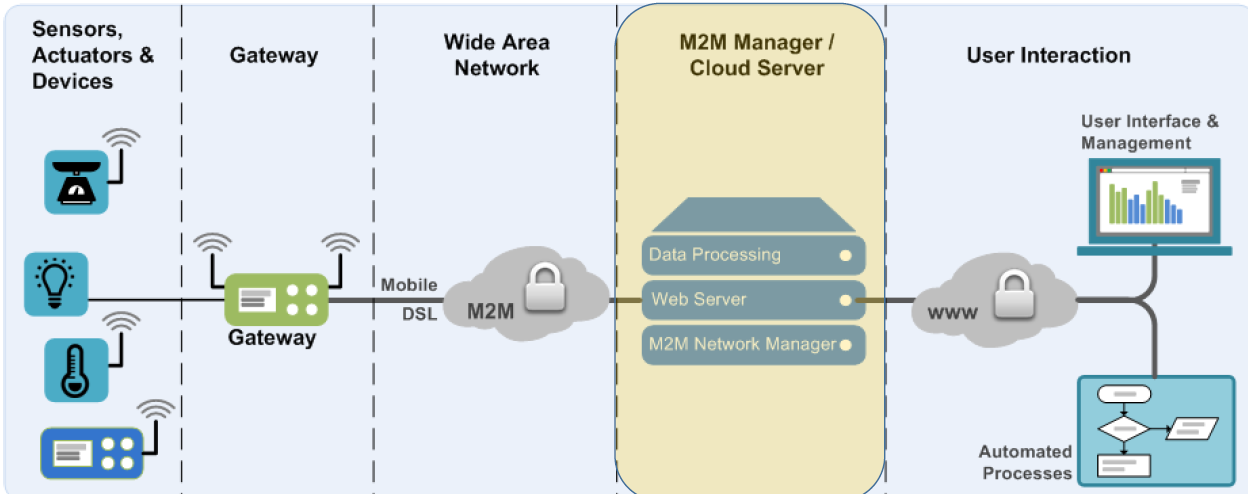 Sensors,
Actuators &
Devices
Gateway
Wide Area
Network
M2M Manager /
Cloud Server
User Interaction
User Interface &
Management
Data Processing
Mobile
DSL
M2M
Web Server
www
Gateway
M2M Network Manager
Automated
Processes